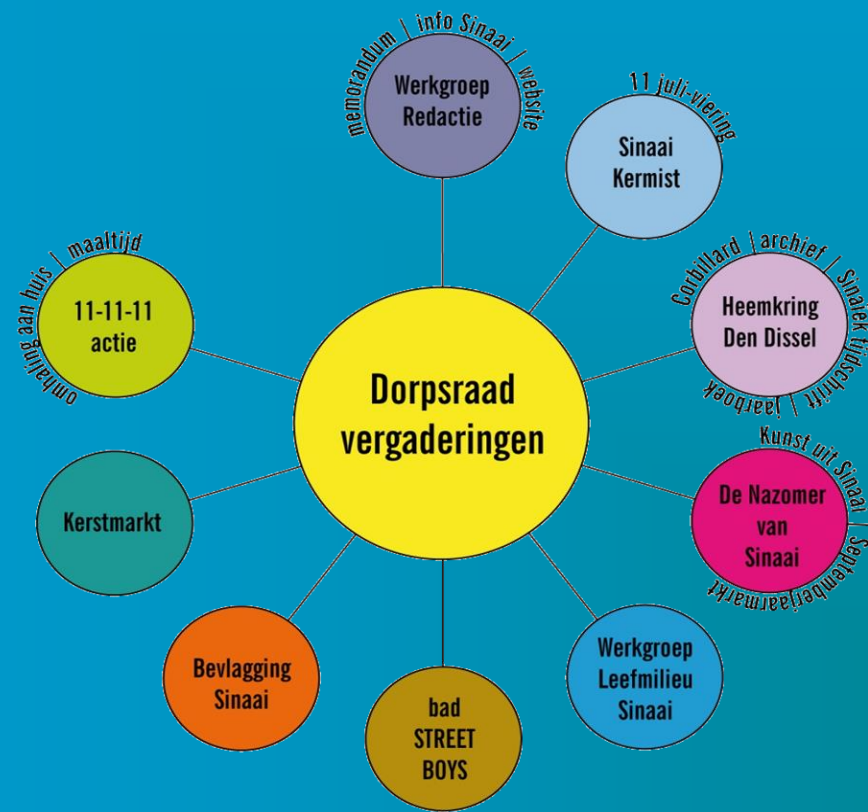 memorandum | info Sinaai | website
Werkgroep
Redactie
11 juli-viering
Sinaai
Kermist
Corbillard | archief | Sinaiek tijdschrift | jaarboek
Heemkring
Den Dissel
Kunst uit Sinaai | Septemberjaarmarkt
De Nazomer
van
Sinaai
Werkgroep
Leefmilieu
Sinaai
bad
STREET
BOYS
Bevlagging
Sinaai
Kerstmarkt
omhaling aan huis | maaltijd
11-11-11
actie
Dorpsraad
vergaderingen